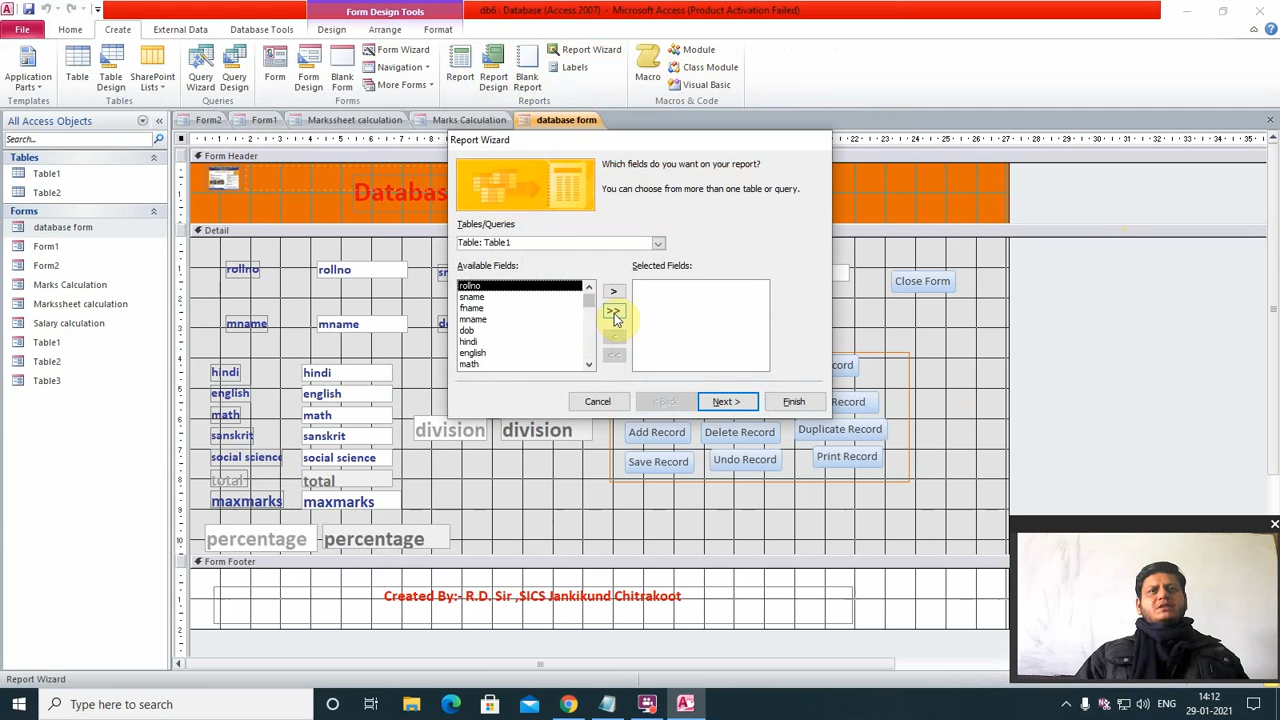 db6: Database (Access 2007) - Microsoft Access (Product Activation Failed)
Form Design Tools
File Home Create External Data Database Tools Design Arrange Format
Application Parts
Table
Table Design
SharePoint Lists
Query Wizard
Query Design
Form
Form Design
Blank Form
Form Wizard
Navigation
More Forms
Report
Report Design
Blank Report
Report Wizard
Labels
Macro
Module
Class Module
Visual Basic
Templates Tables Queries Forms Reports Macros & Code
All Access Objects
Form2 Form1 Markssheet calculation Marks Calculation database form
Search...
Tables
Table1
Table2
Forms
database form
Form1
Form2
Marks Calculation
Markssheet calculation
Salary calculation
Table1
Table2
Table3
Form Header
Databas
Detail
rollno rollno
mname mname
hindi hindi
english english
math math
sanskrit sanskrit
social science social science
total total
maxmarks maxmarks
percentage percentage
division division
Close Form
Add Record Delete Record Duplicate Record
Save Record Undo Record Print Record
Form Footer
Created By:- R.D. Sir ,SICS Jankikund Chitrakoot
Report Wizard
Which fields do you want on your report?
You can choose from more than one table or query.
Tables/Queries
Table: Table1
Available Fields:
Selected Fields:
rollno
sname
fname
mname
dob
hindi
english
math
>
>>
<
<<
Cancel < Back Next > Finish
Report Wizard
Type here to search
ENG
14:12
29-01-2021